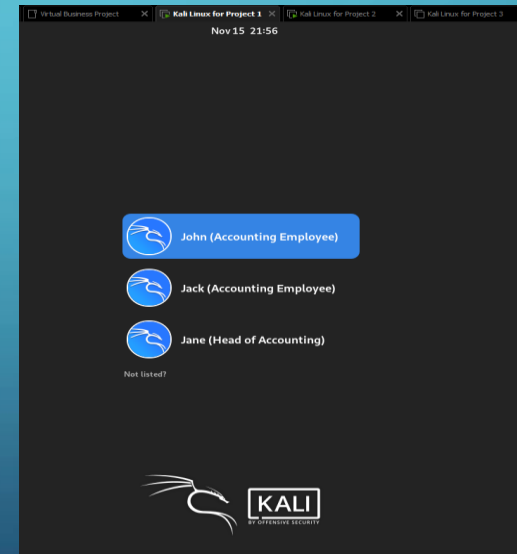 Virtual Business Project
Kali Linux for Project 1
Kali Linux for Project 2
Kali Linux for Project 3
Nov 15 21:56
John (Accounting Employee)
Jack (Accounting Employee)
Jane (Head of Accounting)
Not listed?
KALI
BY OFFENSIVE SECURITY